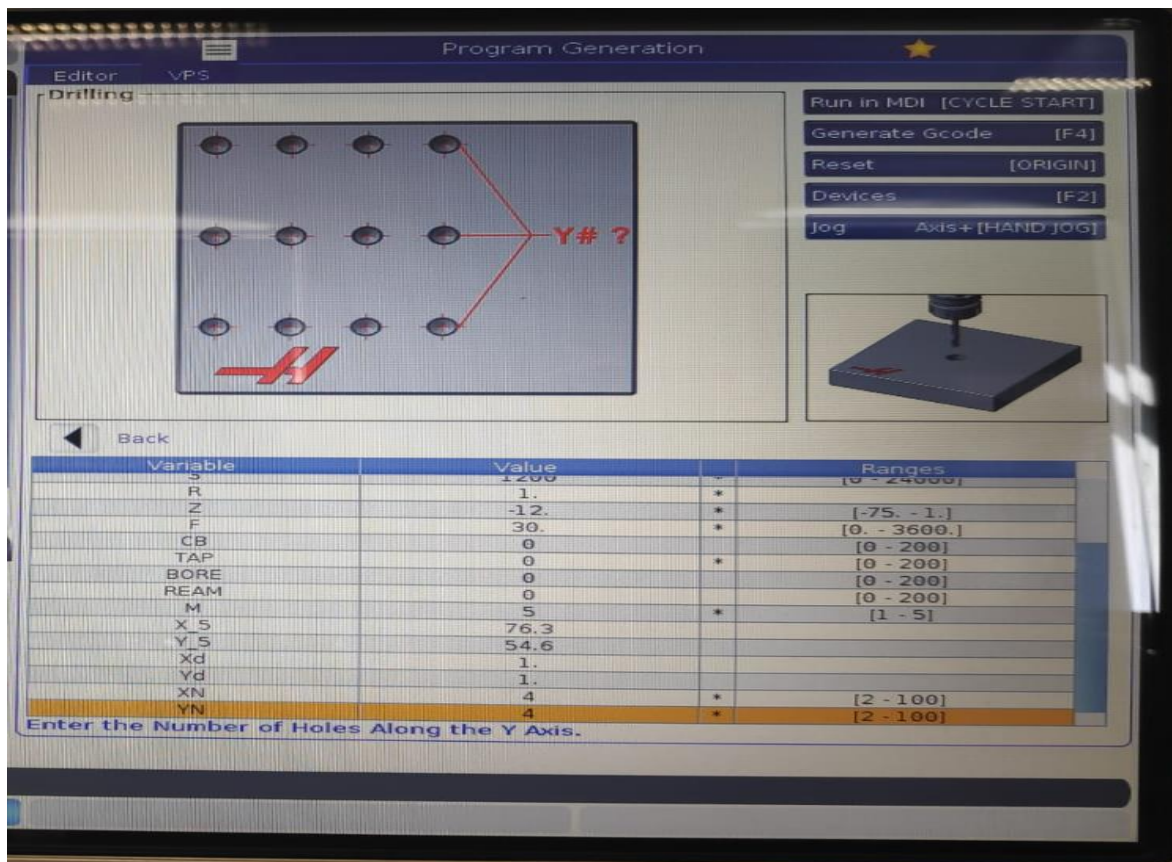 Program Generation
Editor VPS
Drilling
Run in MDI [CYCLE START]
Generate Gcode [F4]
Reset [ORIGIN]
Devices [F2]
Jog Axis+[HAND JOG]
Y# ?
Back
Variable Value Ranges
S 1200 * [0 - 24000]
R 1. *
Z -12. * [-75. - 1.]
F 30. * [0. - 3600.]
CB 0 [0 - 200]
TAP 0 * [0 - 200]
BORE 0 [0 - 200]
REAM 0 [0 - 200]
M 5 * [1 - 5]
X_5 76.3
Y_5 54.6
Xd 1.
Yd 1.
XN 4 * [2 - 100]
YN 4 * [2 - 100]
Enter the Number of Holes Along the Y Axis.